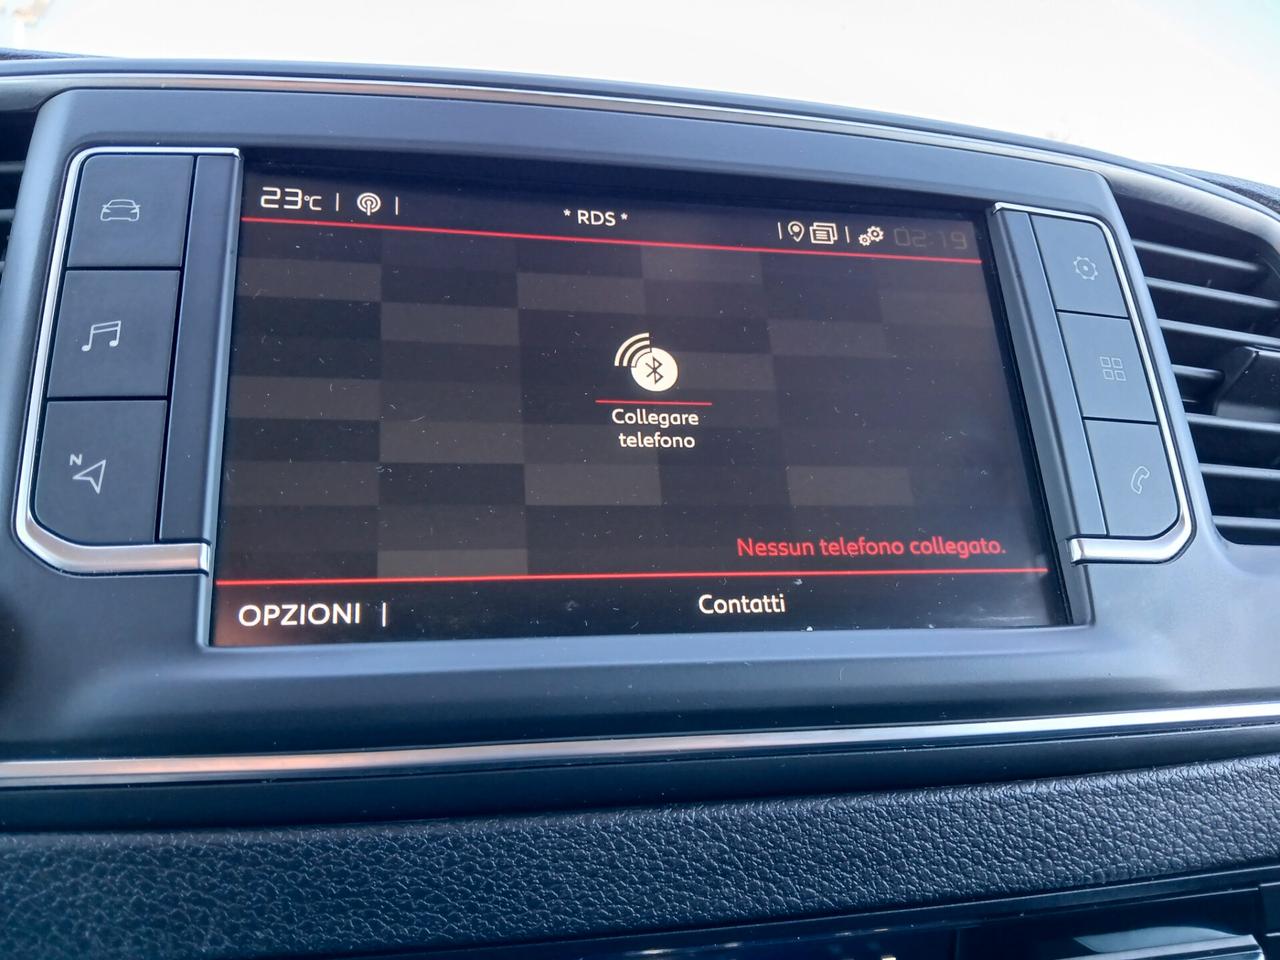 23°C
* RDS *
02:19
Collegare
telefono
Nessun telefono collegato.
OPZIONI
Contatti
N